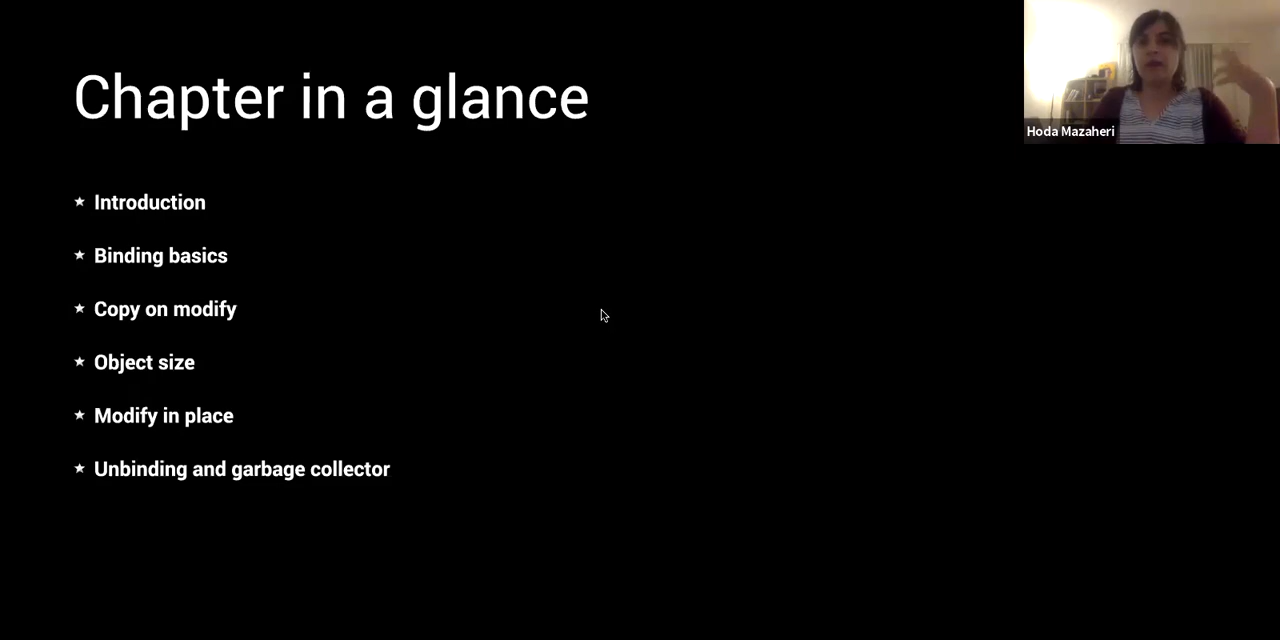 Chapter in a glance
Hoda Mazaheri
★ Introduction
★ Binding basics
★ Copy on modify
★ Object size
★ Modify in place
★ Unbinding and garbage collector